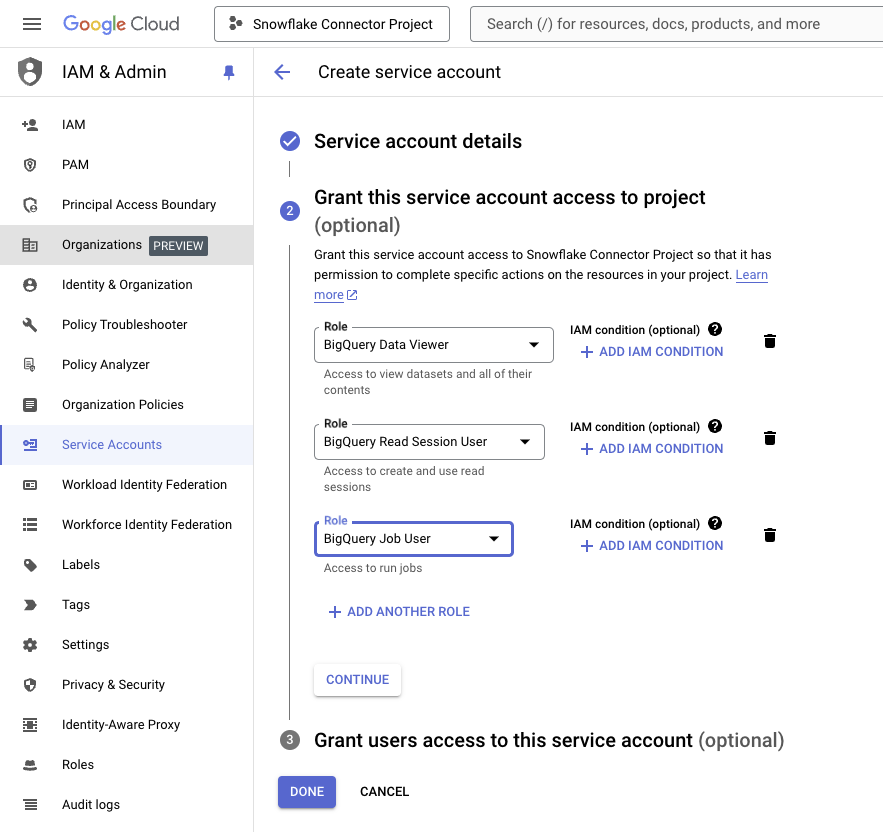 Google Cloud
Snowflake Connector Project
Search (/) for resources, docs, products, and more
IAM & Admin
Create service account
IAM
PAM
Principal Access Boundary
Organizations PREVIEW
Identity & Organization
Policy Troubleshooter
Policy Analyzer
Organization Policies
Service Accounts
Workload Identity Federation
Workforce Identity Federation
Labels
Tags
Settings
Privacy & Security
Identity-Aware Proxy
Roles
Audit logs
Service account details
2
Grant this service account access to project
(optional)
Grant this service account access to Snowflake Connector Project so that it has
permission to complete specific actions on the resources in your project. Learn
more
Role
BigQuery Data Viewer
Access to view datasets and all of their
contents
IAM condition (optional) ?
+ ADD IAM CONDITION
Role
BigQuery Read Session User
Access to create and use read
sessions
IAM condition (optional) ?
+ ADD IAM CONDITION
Role
BigQuery Job User
Access to run jobs
IAM condition (optional) ?
+ ADD IAM CONDITION
+ ADD ANOTHER ROLE
CONTINUE
3
Grant users access to this service account (optional)
DONE
CANCEL